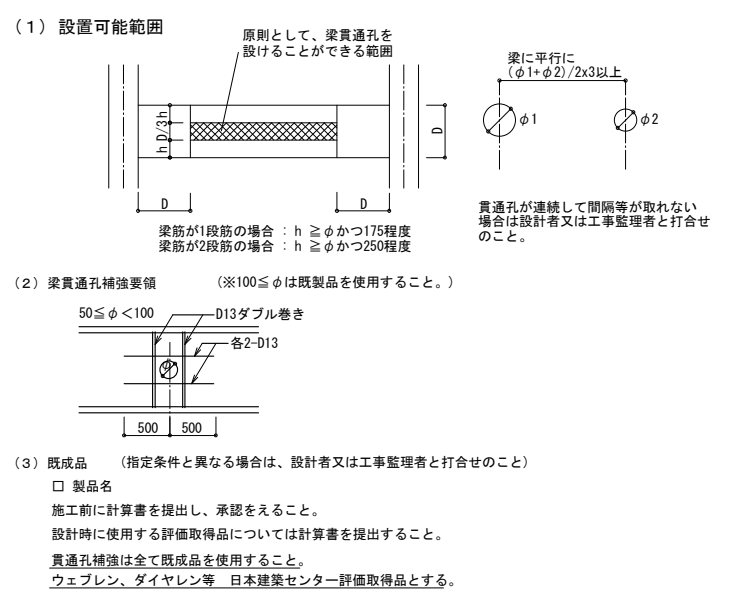 （１）設置可能範囲
原則として、梁貫通孔を
設けることができる範囲
梁に平行に
(φ1+φ2)/2x3以上
h D/3 h
D
φ1
φ2
D
D
梁筋が1段筋の場合 : h ≧φかつ175程度
梁筋が2段筋の場合 : h ≧φかつ250程度
貫通孔が連続して間隔等が取れない
場合は設計者又は工事監理者と打合せ
のこと。
（２）梁貫通孔補強要領　（※100≦φは既製品を使用すること。）
50≦φ＜100
D13ダブル巻き
各2-D13
φ
500
500
（３）既成品　（指定条件と異なる場合は、設計者又は工事監理者と打合せのこと）
□ 製品名
施工前に計算書を提出し、承認をえること。
設計時に使用する評価取得品については計算書を提出すること。
貫通孔補強は全て既成品を使用すること。
ウェブレン、ダイヤレン等　日本建築センター評価取得品とする。